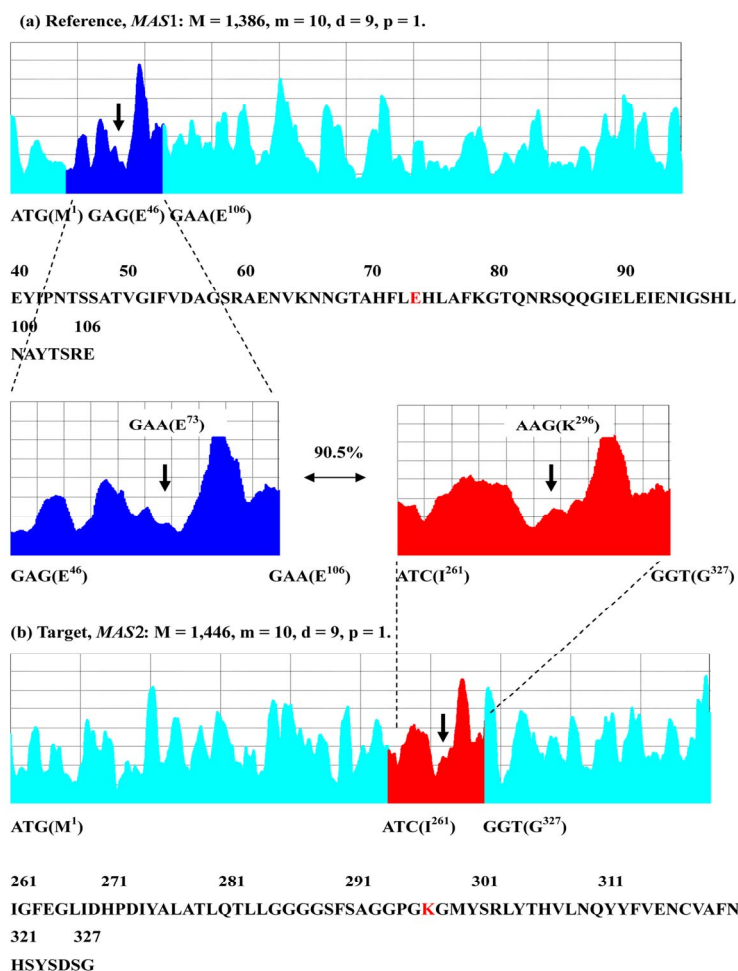 (a) Reference, MAS1: M = 1,386, m = 10, d = 9, p = 1.
ATG(M¹) GAG(E⁴⁶) GAA(E¹⁰⁶)
40 50 60 70 80 90
EYIPNTSSATVGIFVDAGSRAENVKNNGTAHFLEHLAFKGTQNRSQQGIELEIENIGSHL
100 106
NAYTSRE
GAA(E⁷³) AAG(K²⁹⁶)
90.5%
GAG(E⁴⁶) GAA(E¹⁰⁶) ATC(I²⁶¹) GGT(G³²⁷)
(b) Target, MAS2: M = 1,446, m = 10, d = 9, p = 1.
ATG(M¹) ATC(I²⁶¹) GGT(G³²⁷)
261 271 281 291 301 311
IGFEGLIDHPDIYALATLQTLLGGGGSFSAGGPGKGMYSRLYTHVLNQYYFVENCVAFN
321 327
HSYSDSG